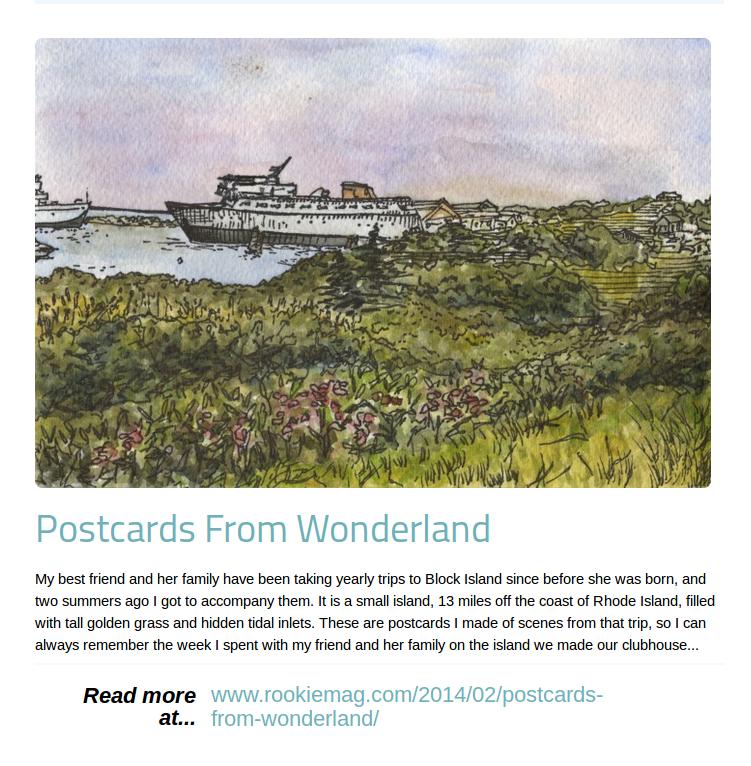 Postcards From Wonderland
My best friend and her family have been taking yearly trips to Block Island since before she was born, and
two summers ago I got to accompany them. It is a small island, 13 miles off the coast of Rhode Island, filled
with tall golden grass and hidden tidal inlets. These are postcards I made of scenes from that trip, so I can
always remember the week I spent with my friend and her family on the island we made our clubhouse...
Read more
at...
www.rookiemag.com/2014/02/postcards-
from-wonderland/